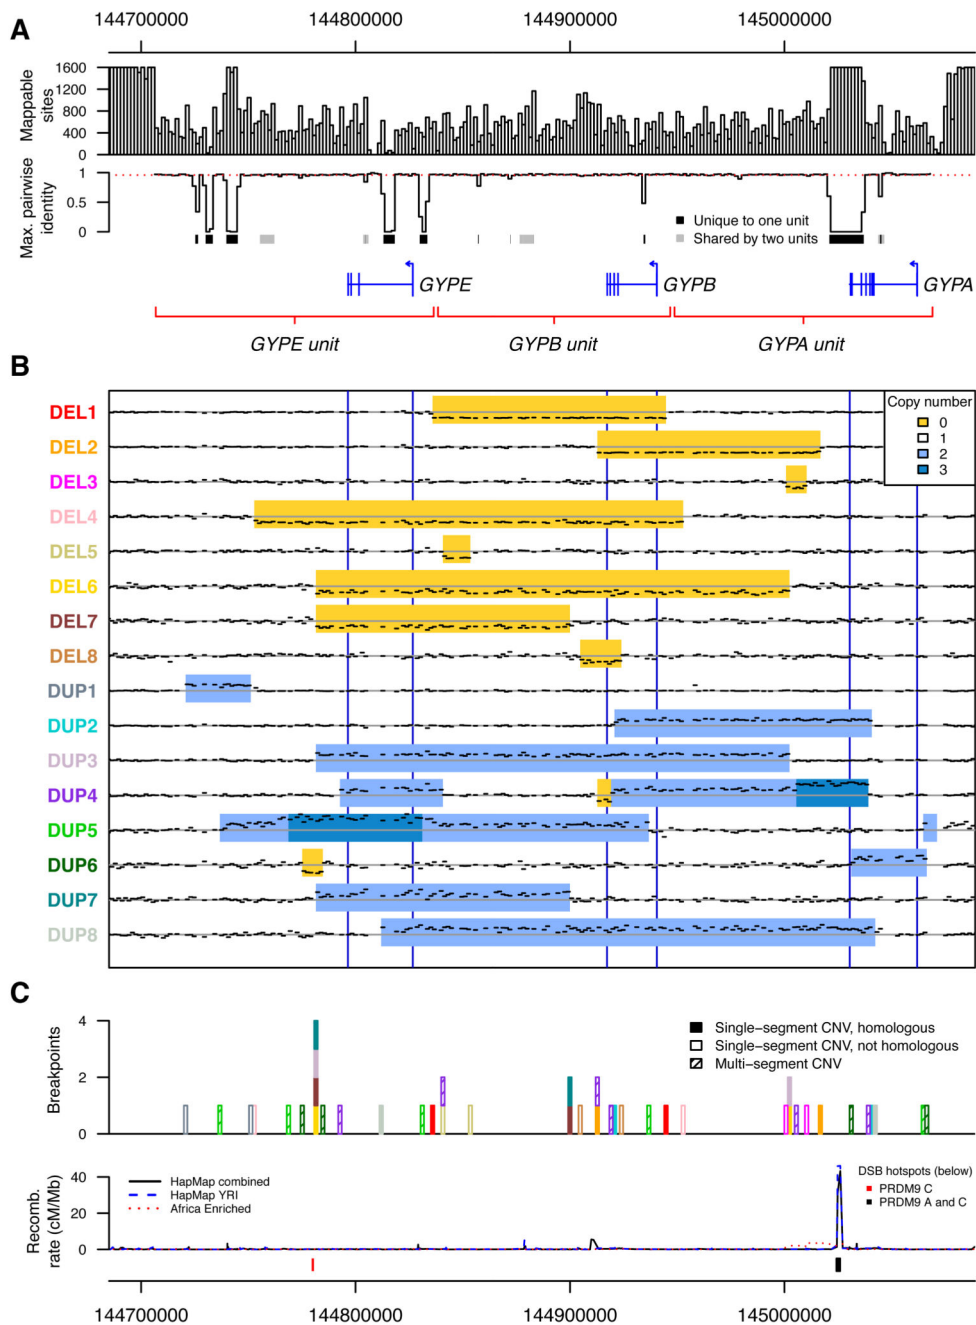 A
144700000 144800000 144900000 145000000
Mappable
sites
1600
1200
800
400
0
Max. pairwise
identity
1
0.5
0
Unique to one unit
Shared by two units
GYPE GYPB GYPA
GYPE unit GYPB unit GYPA unit
B
Copy number
0
1
2
3
DEL1
DEL2
DEL3
DEL4
DEL5
DEL6
DEL7
DEL8
DUP1
DUP2
DUP3
DUP4
DUP5
DUP6
DUP7
DUP8
C
Breakpoints
4
2
0
Single-segment CNV, homologous
Single-segment CNV, not homologous
Multi-segment CNV
Recomb.
rate (cM/Mb)
40
20
0
HapMap combined
HapMap YRI
Africa Enriched
DSB hotspots (below)
PRDM9 C
PRDM9 A and C
144700000 144800000 144900000 145000000